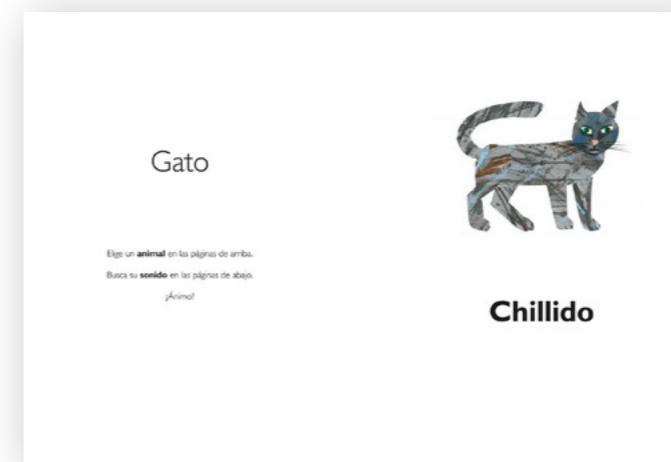 Gato
Elige un animal en las páginas de arriba.
Busca su sonido en las páginas de abajo.
¡Ánimo!
Chillido